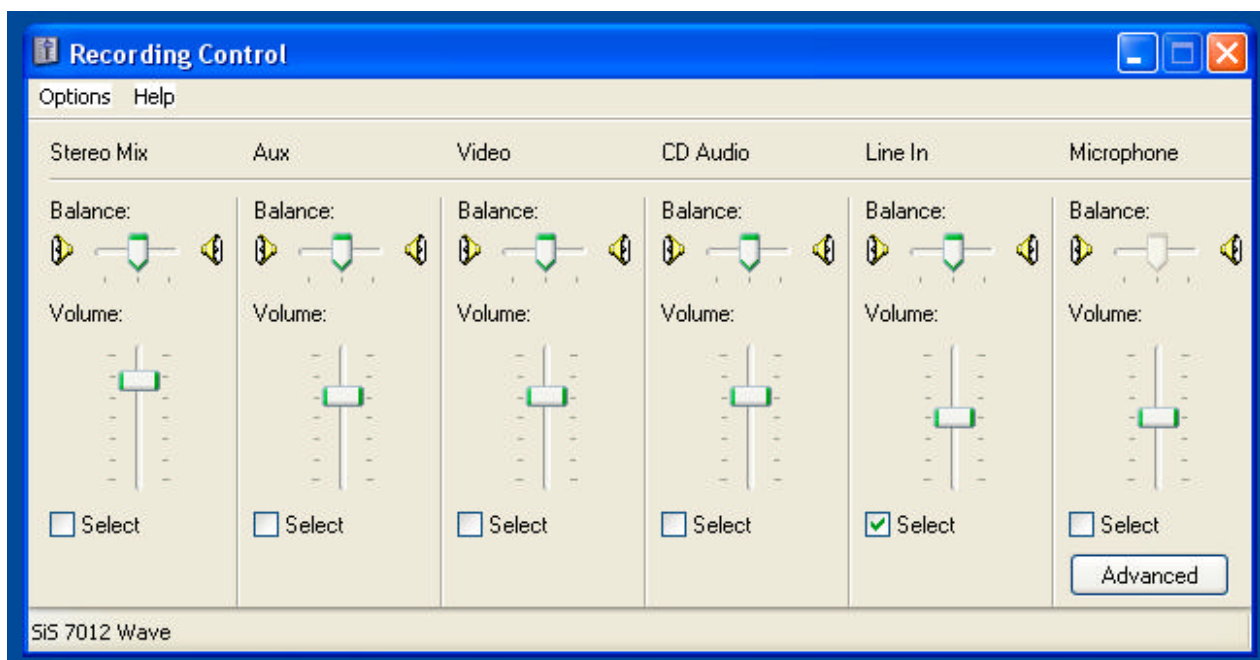 Recording Control
Options Help
Stereo Mix Aux Video CD Audio Line In Microphone
Balance: Balance: Balance: Balance: Balance: Balance:
Volume: Volume: Volume: Volume: Volume: Volume:
Select Select Select Select Select Select
Advanced
SiS 7012 Wave